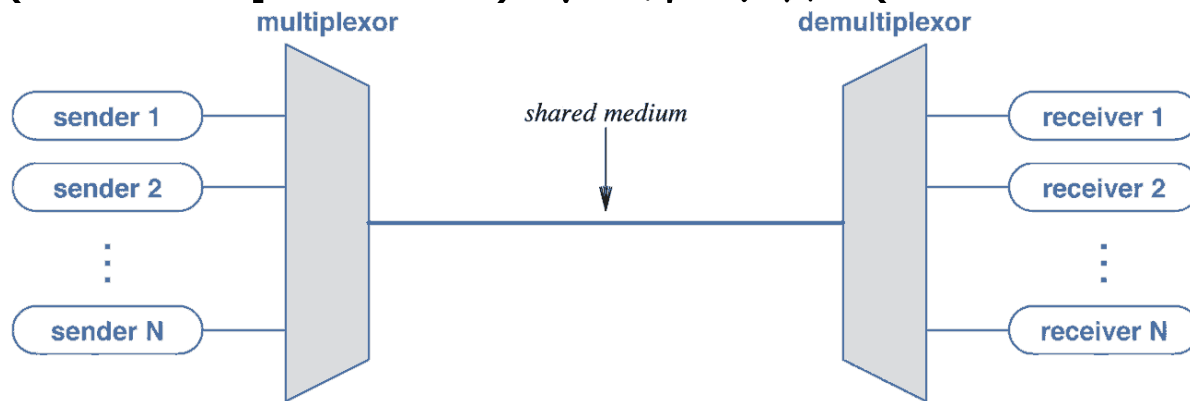 multiplexor demultiplexor
shared medium
sender 1 receiver 1
sender 2 receiver 2
sender N receiver N